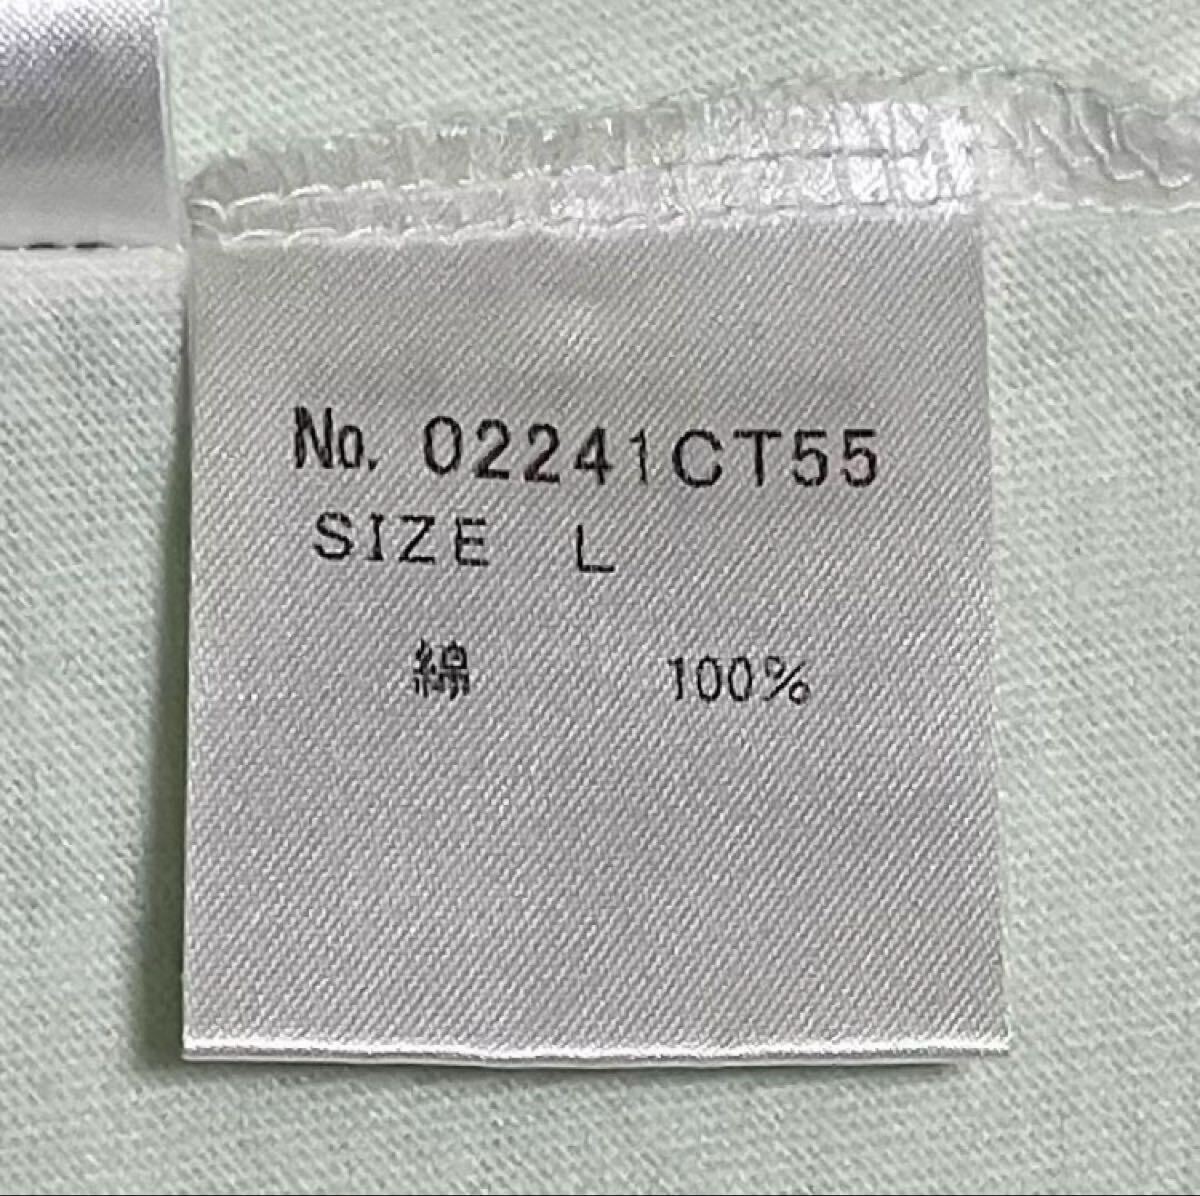 No. 02241CT55
SIZE L
綿 100%